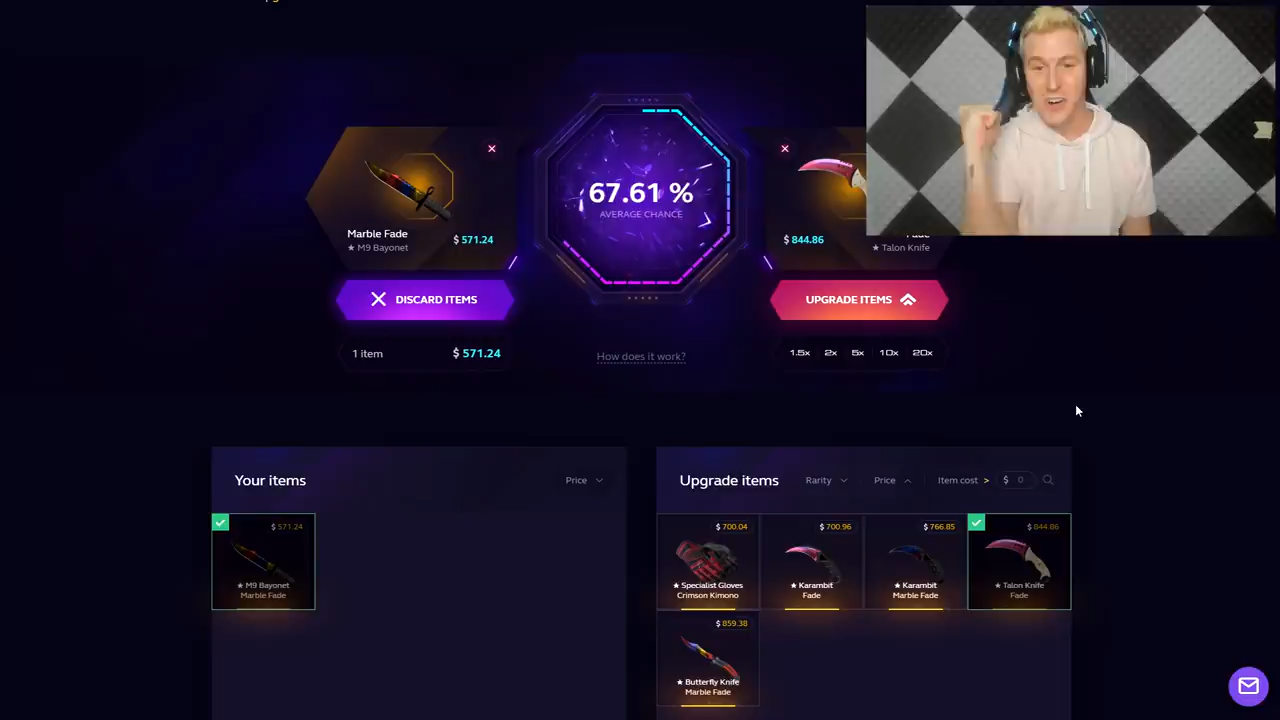 67.61 %
AVERAGE CHANCE
Marble Fade
★ M9 Bayonet
$ 571.24
$ 844.86
★ Talon Knife
DISCARD ITEMS
UPGRADE ITEMS
1 item
$ 571.24
How does it work?
1.5x 2x 5x 10x 20x
Your items
Price
Upgrade items
Rarity
Price
Item cost >
$ 0
$ 571.24
★ M9 Bayonet
Marble Fade
$ 700.04
★ Specialist Gloves
Crimson Kimono
$ 700.96
★ Karambit
Fade
$ 766.85
★ Karambit
Marble Fade
$ 844.86
★ Talon Knife
Fade
$ 859.38
★ Butterfly Knife
Marble Fade